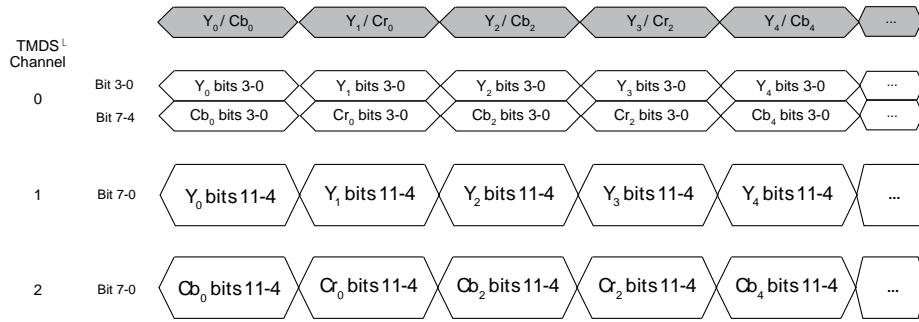 Y0 / Cb0 Y1 / Cr0 Y2 / Cb2 Y3 / Cr2 Y4 / Cb4 ...
TMDS L
Channel
0 Bit 3-0 Y0 bits 3-0 Y1 bits 3-0 Y2 bits 3-0 Y3 bits 3-0 Y4 bits 3-0 ...
Bit 7-4 Cb0 bits 3-0 Cr0 bits 3-0 Cb2 bits 3-0 Cr2 bits 3-0 Cb4 bits 3-0 ...
1 Bit 7-0 Y0 bits 11-4 Y1 bits 11-4 Y2 bits 11-4 Y3 bits 11-4 Y4 bits 11-4 ...
2 Bit 7-0 Cb0 bits 11-4 Cr0 bits 11-4 Cb2 bits 11-4 Cr2 bits 11-4 Cb4 bits 11-4 ...